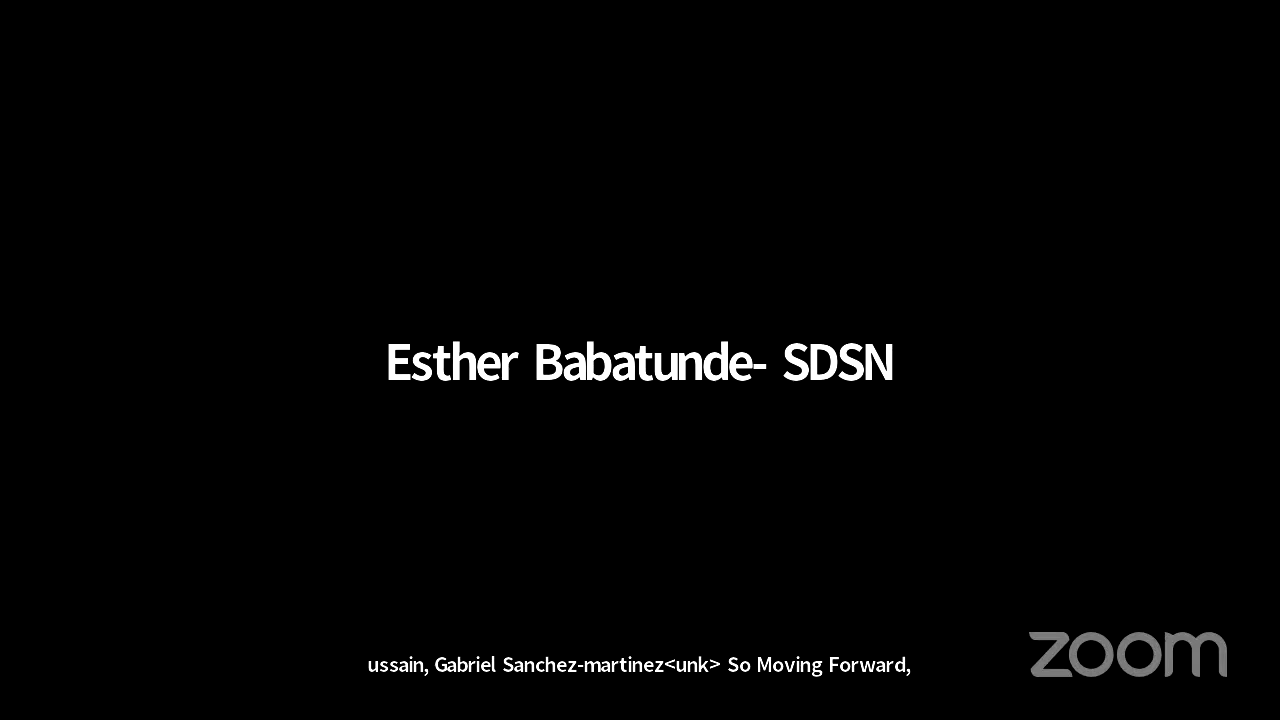 Esther Babatunde- SDSN
ussain, Gabriel Sanchez-martinez<unk> So Moving Forward,
zoom